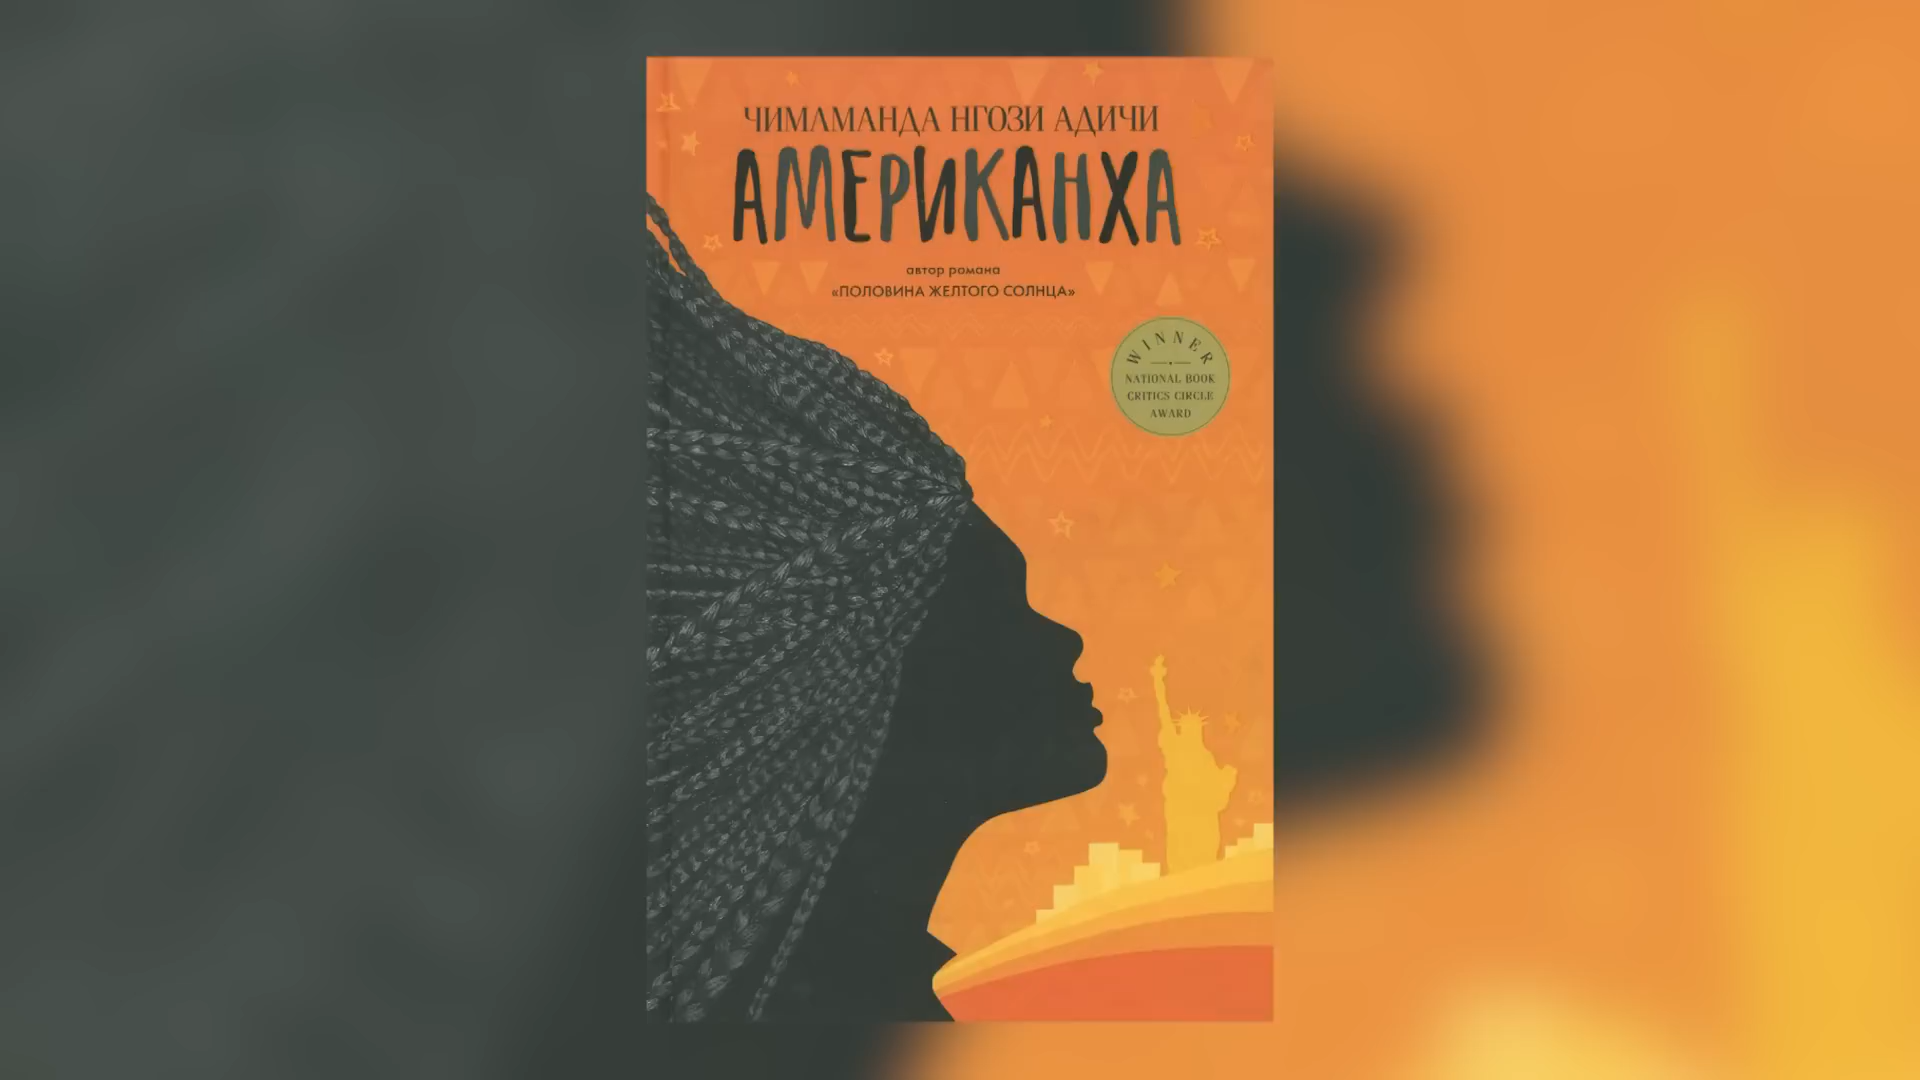 ЧИМАМАНДА НГОЗИ АДИЧИ
АМЕРИКАНХА
автор романа
«ПОЛОВИНА ЖЕЛТОГО СОЛНЦА»
WINNER
NATIONAL BOOK
CRITICS CIRCLE
AWARD